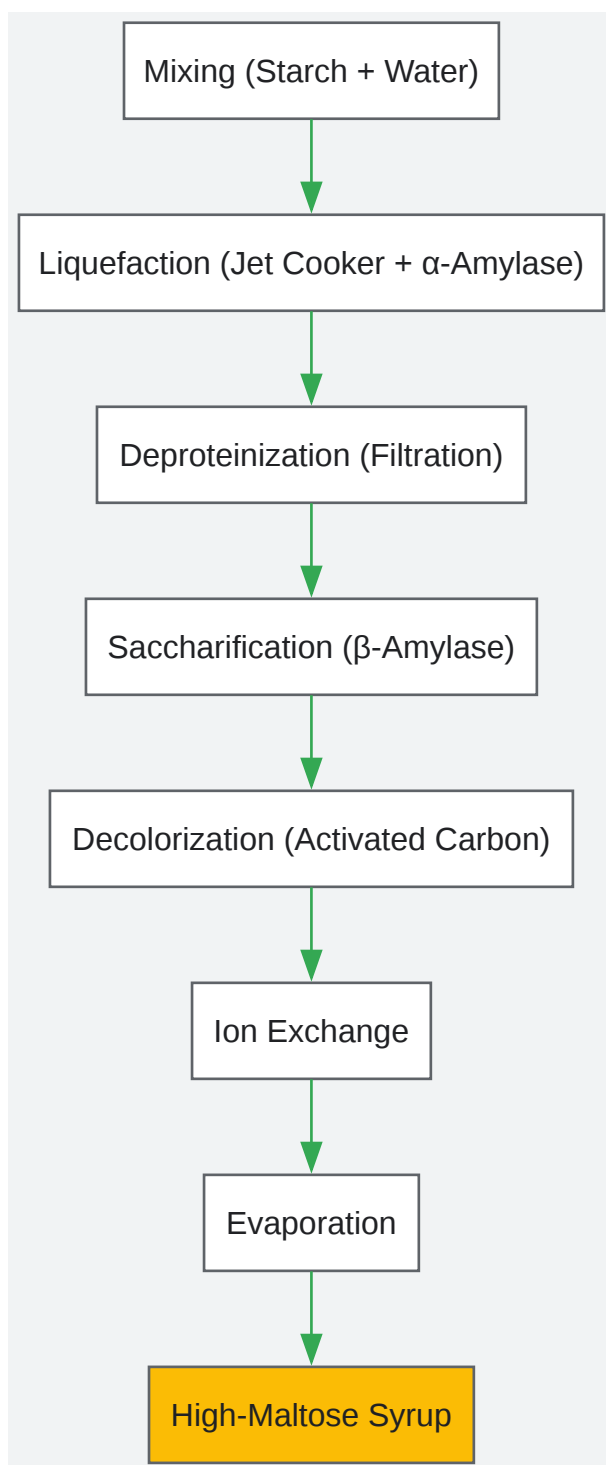 Mixing (Starch + Water)
Liquefaction (Jet Cooker + α-Amylase)
Deproteinization (Filtration)
Saccharification (β-Amylase)
Decolorization (Activated Carbon)
Ion Exchange
Evaporation
High-Maltose Syrup